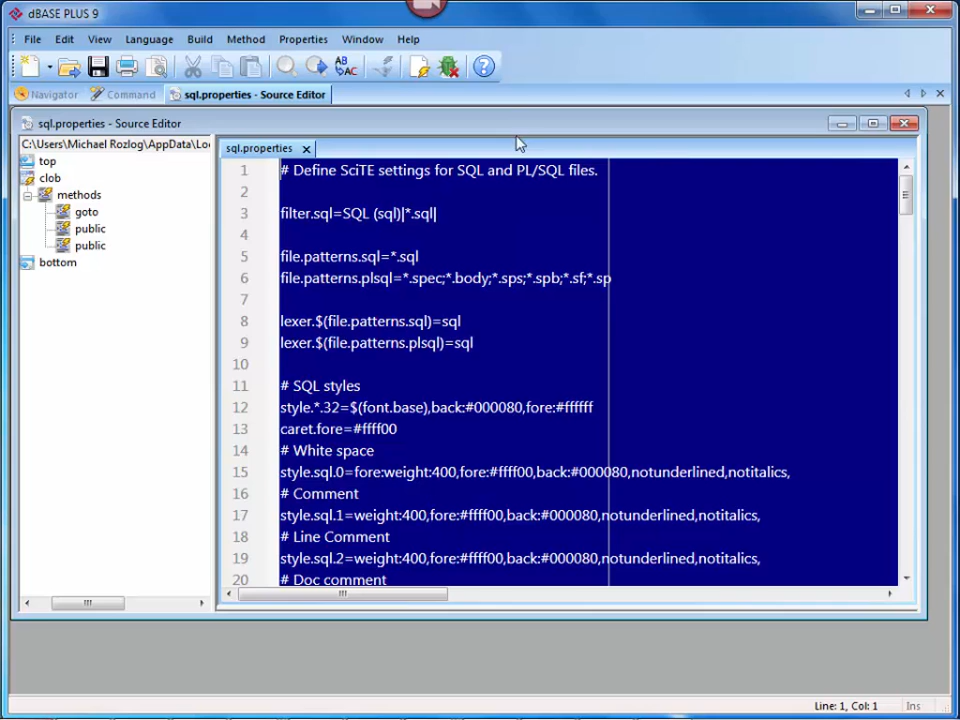 dBASE PLUS 9
File Edit View Language Build Method Properties Window Help
AB
AC
Navigator Command sql.properties - Source Editor
sql.properties - Source Editor
C:\Users\Michael Rozlog\AppData\Loc
top
clob
methods
goto
public
public
bottom
sql.properties
1 # Define SciTE settings for SQL and PL/SQL files.
2
3 filter.sql=SQL (sql)|*.sql|
4
5 file.patterns.sql=*.sql
6 file.patterns.plsql=*.spec;*.body;*.sps;*.spb;*.sf;*.sp
7
8 lexer.$(file.patterns.sql)=sql
9 lexer.$(file.patterns.plsql)=sql
10
11 # SQL styles
12 style.*.32=$(font.base),back:#000080,fore:#ffffff
13 caret.fore=#ffff00
14 # White space
15 style.sql.0=fore:weight:400,fore:#ffff00,back:#000080,notunderlined,notitalics,
16 # Comment
17 style.sql.1=weight:400,fore:#ffff00,back:#000080,notunderlined,notitalics,
18 # Line Comment
19 style.sql.2=weight:400,fore:#ffff00,back:#000080,notunderlined,notitalics,
20 # Doc comment
Line: 1, Col: 1 Ins